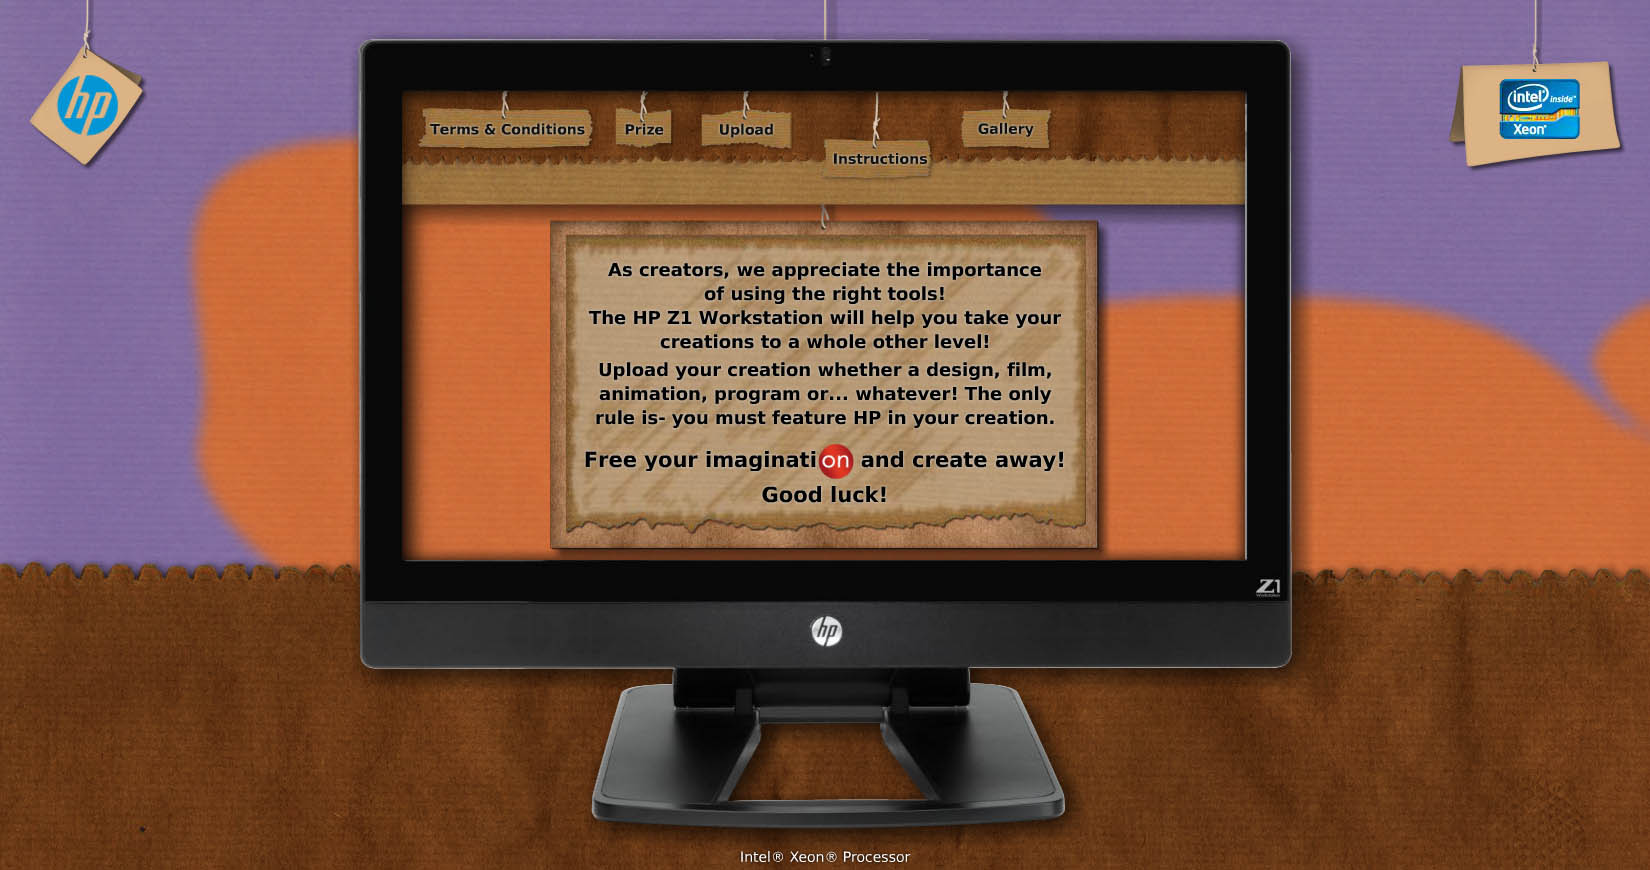 hp
intel inside™
Xeon®
Terms & Conditions
Prize
Upload
Instructions
Gallery
As creators, we appreciate the importance
of using the right tools!
The HP Z1 Workstation will help you take your
creations to a whole other level!
Upload your creation whether a design, film,
animation, program or... whatever! The only
rule is- you must feature HP in your creation.
Free your imagination and create away!
Good luck!
Z1
Workstation
hp
Intel® Xeon® Processor